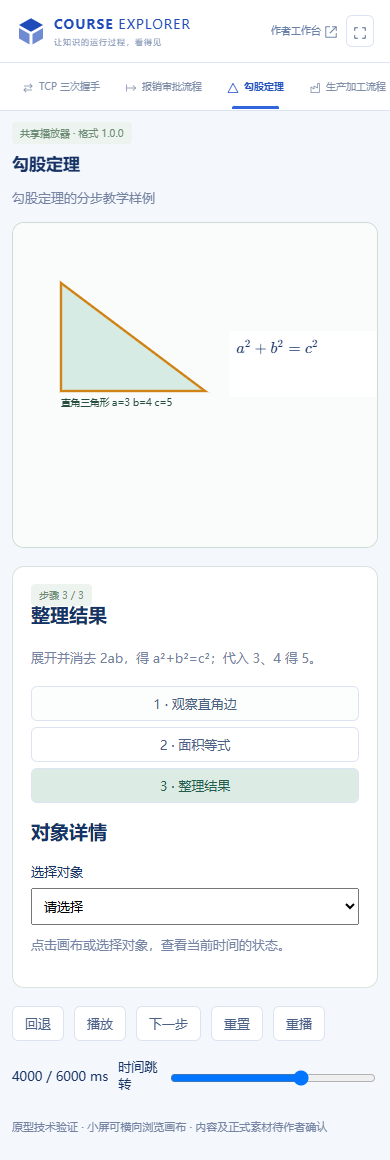 COURSE EXPLORER
让知识的运行过程，看得见
作者工作台
TCP 三次握手
报销审批流程
勾股定理
生产加工流程
共享播放器 · 格式 1.0.0
勾股定理
勾股定理的分步教学样例
a² + b² = c²
直角三角形 a=3 b=4 c=5
步骤 3 / 3
整理结果
展开并消去 2ab，得 a²+b²=c²；代入 3、4 得 5。
1 · 观察直角边
2 · 面积等式
3 · 整理结果
对象详情
选择对象
请选择
点击画布或选择对象，查看当前时间的状态。
回退
播放
下一步
重置
重播
4000 / 6000 ms
时间跳
转
原型技术验证 · 小屏可横向浏览画布 · 内容及正式素材待作者确认